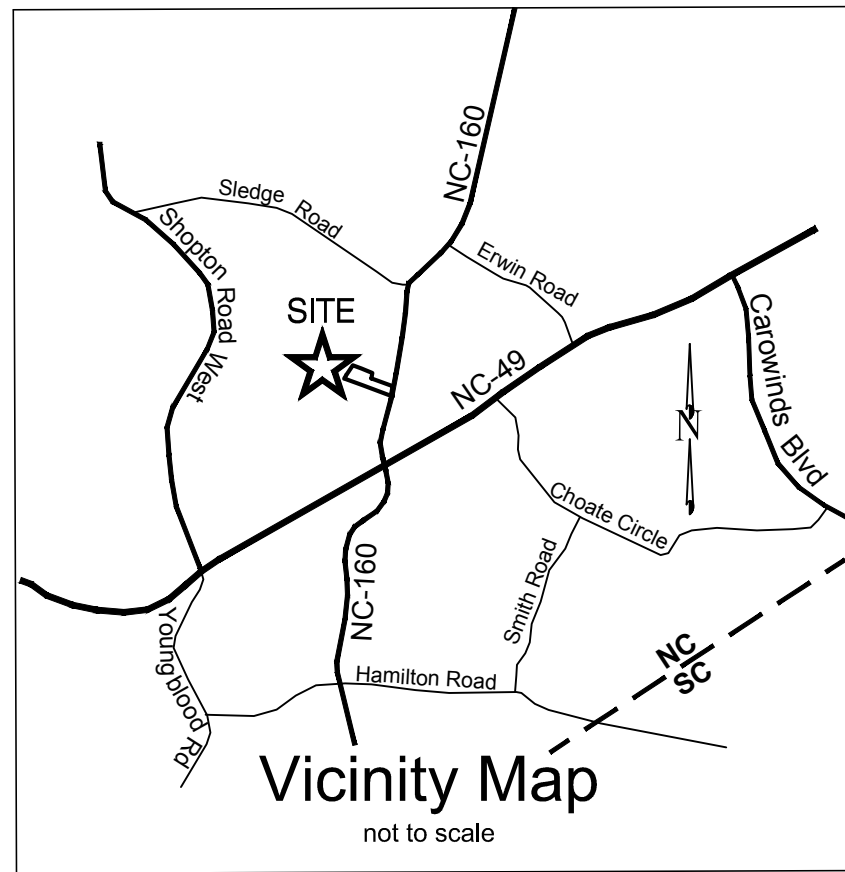 NC-160
Sledge Road
Shopton Road West
Erwin Road
SITE
NC-49
Carowinds Blvd
N
Choate Circle
Smith Road
NC-160
NC
SC
Youngblood Rd
Hamilton Road
Vicinity Map
not to scale